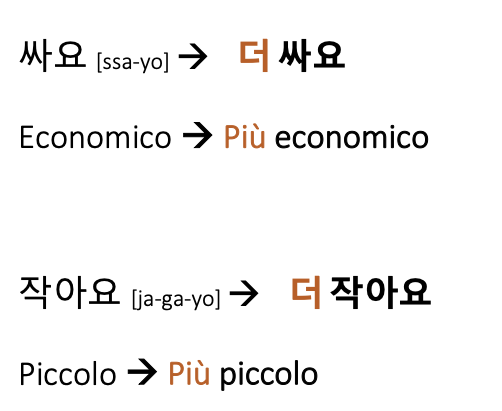 싸요 [ssa-yo] → 더 싸요
Economico → Più economico
작아요 [ja-ga-yo] → 더 작아요
Piccolo → Più piccolo